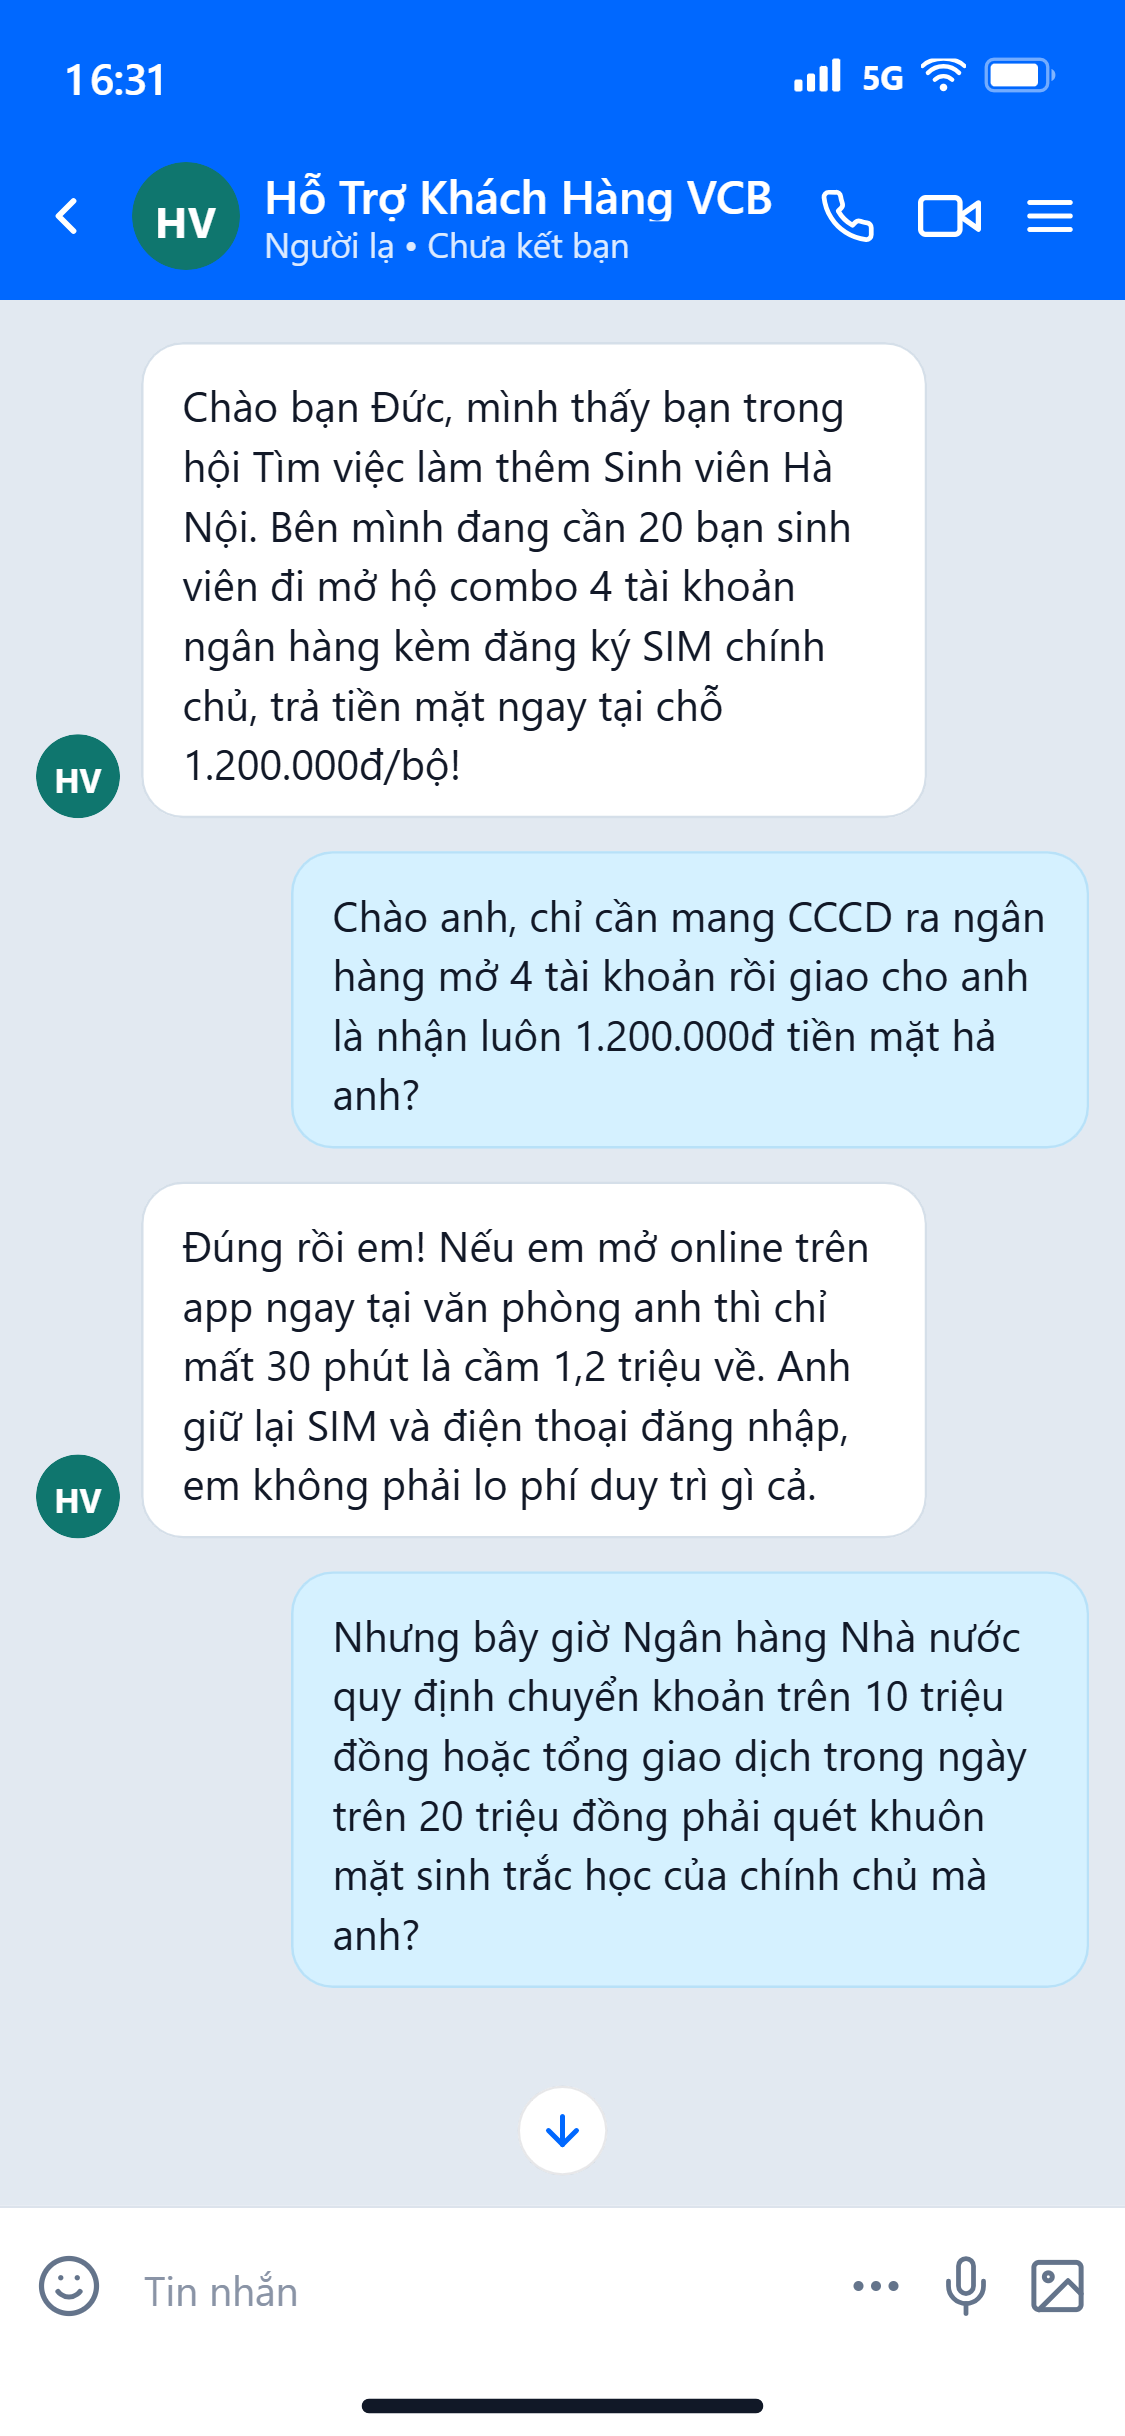 16:31
5G
HV
Hỗ Trợ Khách Hàng VCB
Người lạ • Chưa kết bạn
Chào bạn Đức, mình thấy bạn trong
hội Tìm việc làm thêm Sinh viên Hà
Nội. Bên mình đang cần 20 bạn sinh
viên đi mở hộ combo 4 tài khoản
ngân hàng kèm đăng ký SIM chính
chủ, trả tiền mặt ngay tại chỗ
1.200.000đ/bộ!
HV
Chào anh, chỉ cần mang CCCD ra ngân
hàng mở 4 tài khoản rồi giao cho anh
là nhận luôn 1.200.000đ tiền mặt hả
anh?
Đúng rồi em! Nếu em mở online trên
app ngay tại văn phòng anh thì chỉ
mất 30 phút là cầm 1,2 triệu về. Anh
giữ lại SIM và điện thoại đăng nhập,
em không phải lo phí duy trì gì cả.
HV
Nhưng bây giờ Ngân hàng Nhà nước
quy định chuyển khoản trên 10 triệu
đồng hoặc tổng giao dịch trong ngày
trên 20 triệu đồng phải quét khuôn
mặt sinh trắc học của chính chủ mà
anh?
Tin nhắn